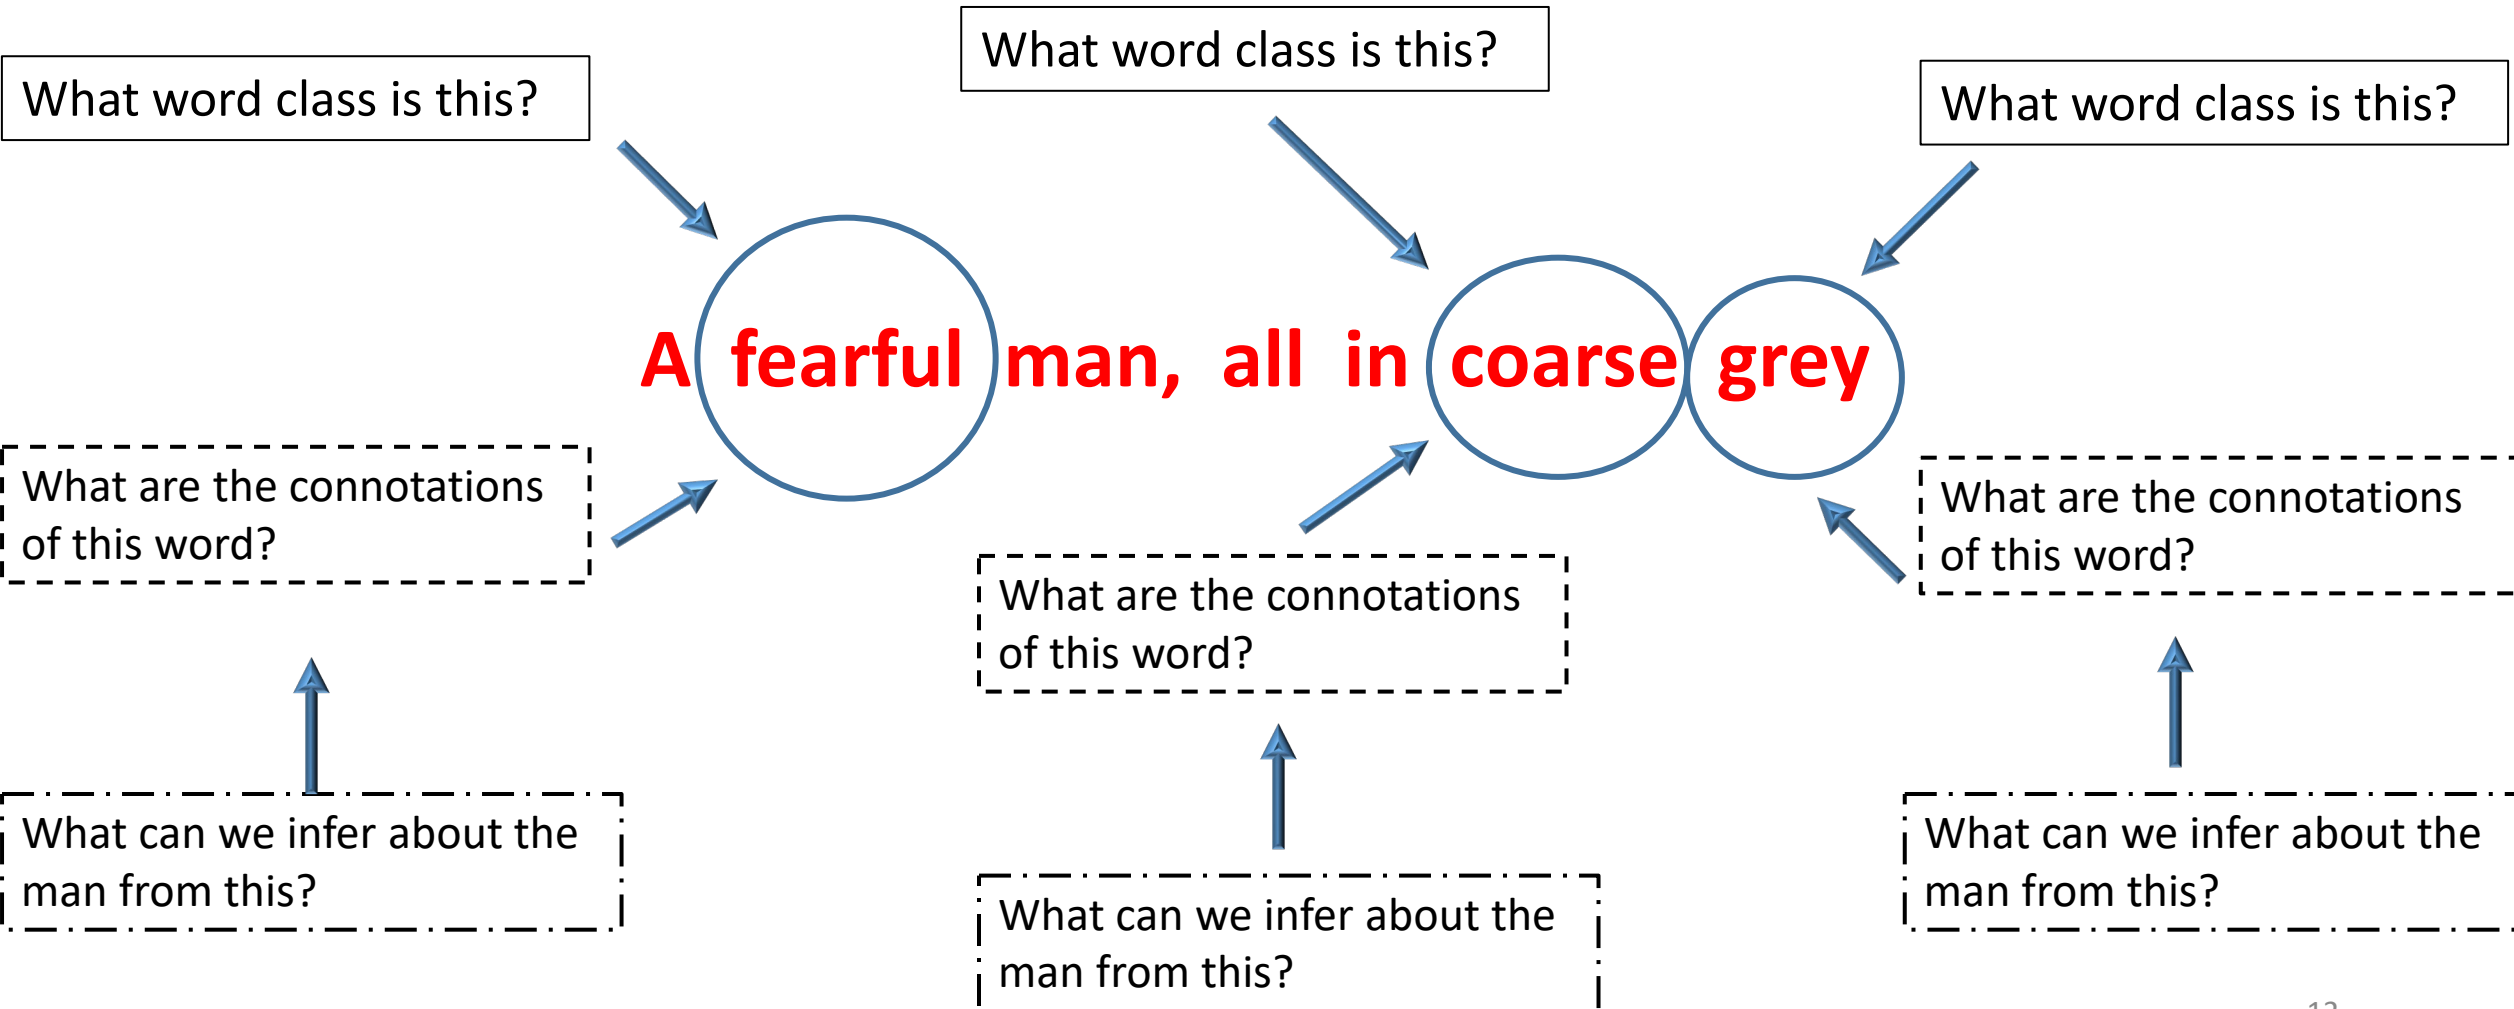 What word class is this?
What word class is this?
What word class is this?
A fearful man, all in coarse grey
What are the connotations
of this word?
What are the connotations
of this word?
What are the connotations
of this word?
What can we infer about the
man from this?
What can we infer about the
man from this?
What can we infer about the
man from this?